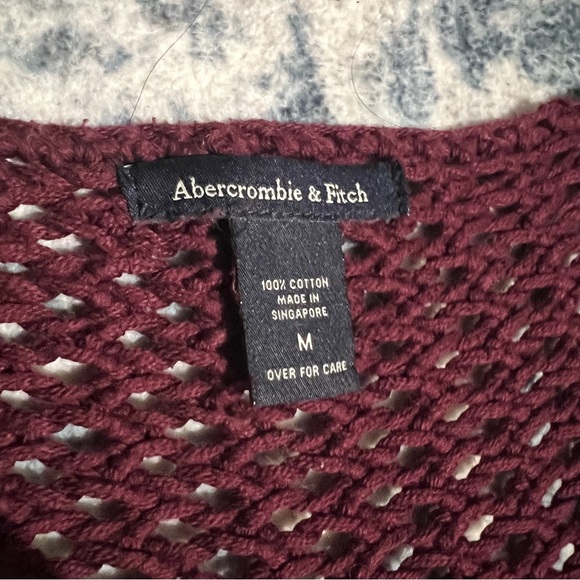 Abercrombie & Fitch
100% COTTON
MADE IN
SINGAPORE
M
OVER FOR CARE